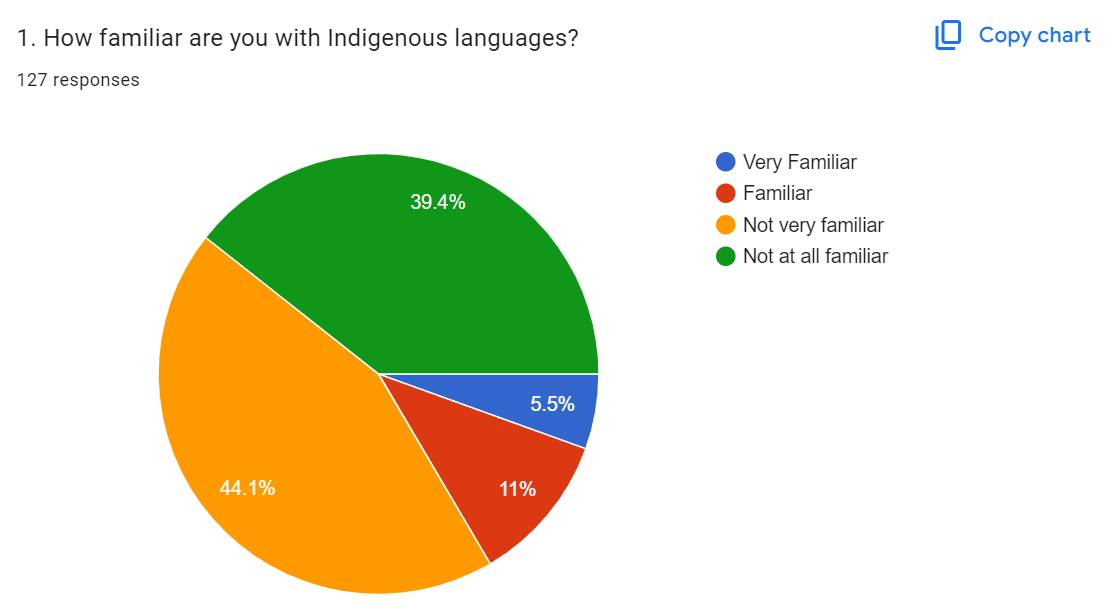 1. How familiar are you with Indigenous languages?
Copy chart
127 responses
Very Familiar
Familiar
Not very familiar
Not at all familiar
39.4%
5.5%
11%
44.1%